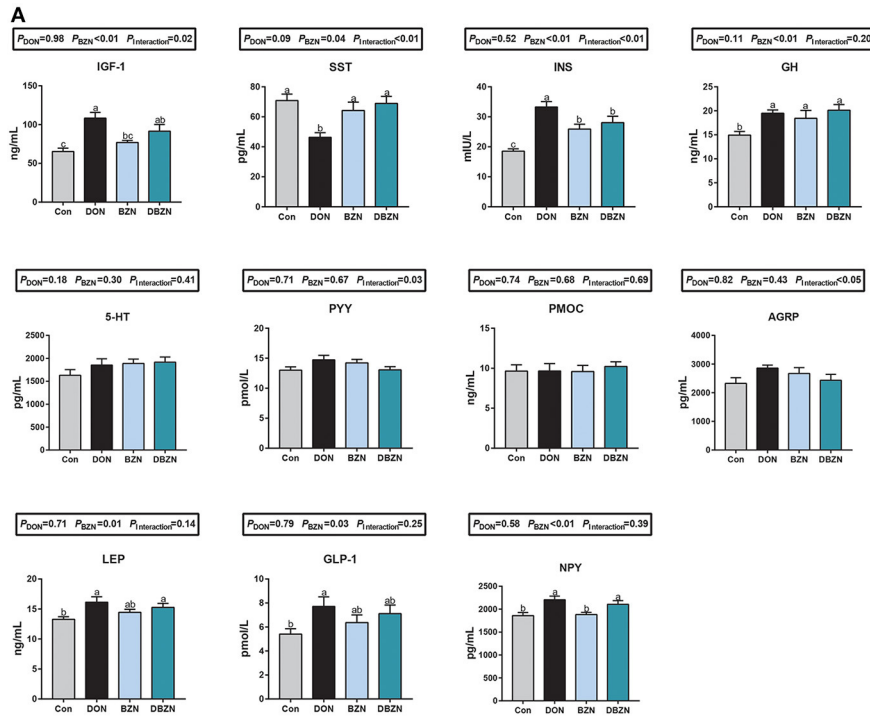 A
PDON=0.98 PBZN<0.01 PInteraction=0.02
IGF-1
ng/mL
150
100
50
0
c
a
bc
ab
Con DON BZN DBZN
PDON=0.09 PBZN=0.04 PInteraction<0.01
SST
pg/mL
80
60
40
20
0
a
b
a
a
Con DON BZN DBZN
PDON=0.52 PBZN<0.01 PInteraction<0.01
INS
mIU/L
40
30
20
10
0
c
a
b
b
Con DON BZN DBZN
PDON=0.11 PBZN<0.01 PInteraction=0.20
GH
ng/mL
25
20
15
10
5
0
b
a
a
a
Con DON BZN DBZN
PDON=0.18 PBZN=0.30 PInteraction=0.41
5-HT
pg/mL
2500
2000
1500
1000
500
0
Con DON BZN DBZN
PDON=0.71 PBZN=0.67 PInteraction=0.03
PYY
pmol/L
20
15
10
5
0
Con DON BZN DBZN
PDON=0.74 PBZN=0.68 PInteraction=0.69
PMOC
ng/mL
15
10
5
0
Con DON BZN DBZN
PDON=0.82 PBZN=0.43 PInteraction<0.05
AGRP
pg/mL
4000
3000
2000
1000
0
Con DON BZN DBZN
PDON=0.71 PBZN=0.01 PInteraction=0.14
LEP
ng/mL
20
15
10
5
0
b
a
ab
a
Con DON BZN DBZN
PDON=0.79 PBZN=0.03 PInteraction=0.25
GLP-1
pmol/L
10
8
6
4
2
0
b
a
ab
ab
Con DON BZN DBZN
PDON=0.58 PBZN<0.01 PInteraction=0.39
NPY
pg/mL
2500
2000
1500
1000
500
0
b
a
b
a
Con DON BZN DBZN